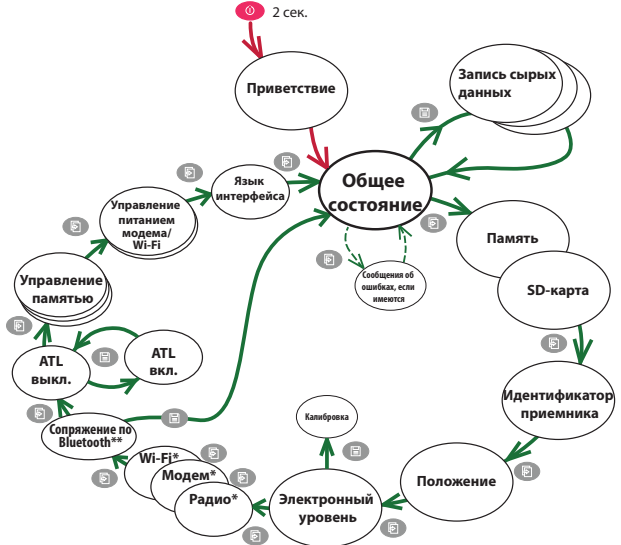 2 сек.
Приветствие
Запись сырых
данных
Общее
состояние
Язык
интерфейса
Управление
питанием
модема/
Wi-Fi
Память
SD-карта
Сообщения об
ошибках, если
имеются
Управление
памятью
ATL
выкл.
ATL
вкл.
Идентификатор
приемника
Сопряжение по
Bluetooth**
Калибровка
Wi-Fi*
Модем*
Радио*
Электронный
уровень
Положение